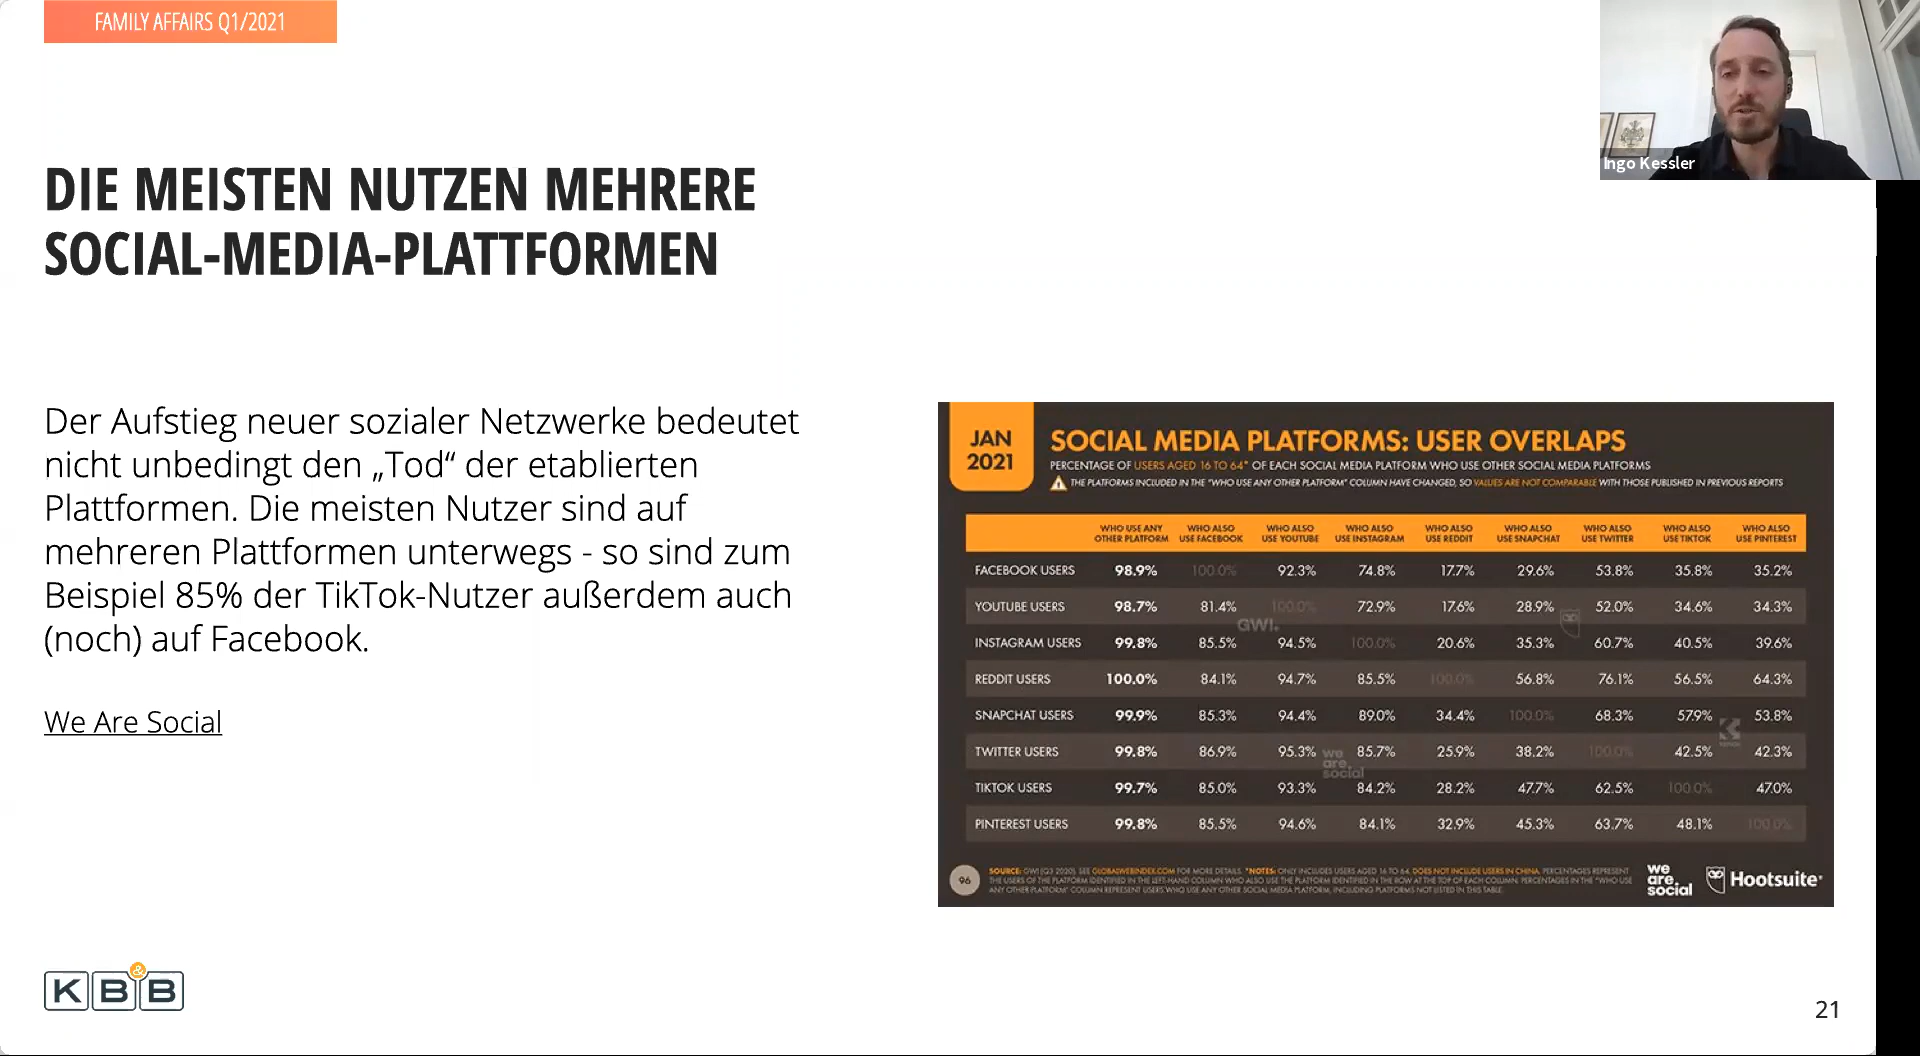 FAMILY AFFAIRS Q1/2021
Ingo Kessler
DIE MEISTEN NUTZEN MEHRERE
SOCIAL-MEDIA-PLATTFORMEN
Der Aufstieg neuer sozialer Netzwerke bedeutet
nicht unbedingt den „Tod“ der etablierten
Plattformen. Die meisten Nutzer sind auf
mehreren Plattformen unterwegs - so sind zum
Beispiel 85% der TikTok-Nutzer außerdem auch
(noch) auf Facebook.
We Are Social
JAN
2021
SOCIAL MEDIA PLATFORMS: USER OVERLAPS
PERCENTAGE OF USERS AGED 16 TO 64* OF EACH SOCIAL MEDIA PLATFORM WHO USE OTHER SOCIAL MEDIA PLATFORMS
THE PLATFORMS INCLUDED IN THE "WHO USE ANY OTHER PLATFORM" COLUMN HAVE CHANGED, SO VALUES ARE NOT COMPARABLE WITH THOSE PUBLISHED IN PREVIOUS REPORTS
WHO USE ANY WHO ALSO WHO ALSO WHO ALSO WHO ALSO WHO ALSO WHO ALSO WHO ALSO WHO ALSO
OTHER PLATFORM USE FACEBOOK USE YOUTUBE USE INSTAGRAM USE REDDIT USE SNAPCHAT USE TWITTER USE TIKTOK USE PINTEREST
FACEBOOK USERS 98.9% 100.0% 92.3% 74.8% 17.7% 29.6% 53.8% 35.8% 35.2%
YOUTUBE USERS 98.7% 81.4% 100.0% 72.9% 17.6% 28.9% 52.0% 34.6% 34.3%
GWI.
INSTAGRAM USERS 99.8% 85.5% 94.5% 100.0% 20.6% 35.3% 60.7% 40.5% 39.6%
REDDIT USERS 100.0% 84.1% 94.7% 85.5% 100.0% 56.8% 76.1% 56.5% 64.3%
SNAPCHAT USERS 99.9% 85.3% 94.4% 89.0% 34.4% 100.0% 68.3% 57.9% 53.8%
TWITTER USERS 99.8% 86.9% 95.3% 85.7% 25.9% 38.2% 100.0% 42.5% 42.3%
we
are
social
TIKTOK USERS 99.7% 85.0% 93.3% 84.2% 28.2% 47.7% 62.5% 100.0% 47.0%
PINTEREST USERS 99.8% 85.5% 94.6% 84.1% 32.9% 45.3% 63.7% 48.1% 100.0%
96
SOURCE: GWI (Q3 2020). SEE GLOBALWEBINDEX.COM FOR MORE DETAILS. *NOTES: ONLY INCLUDES USERS AGED 16 TO 64. DOES NOT INCLUDE USERS IN CHINA. PERCENTAGES REPRESENT
THE USERS OF THE PLATFORM IDENTIFIED IN THE LEFT-HAND COLUMN WHO ALSO USE THE PLATFORM IDENTIFIED IN THE ROW AT THE TOP OF EACH COLUMN. PERCENTAGES IN THE "WHO USE
ANY OTHER PLATFORM" COLUMN REPRESENT USERS WHO USE ANY OTHER SOCIAL MEDIA PLATFORM, INCLUDING PLATFORMS NOT LISTED IN THIS TABLE.
we
are
social
Hootsuite
KB&B
21